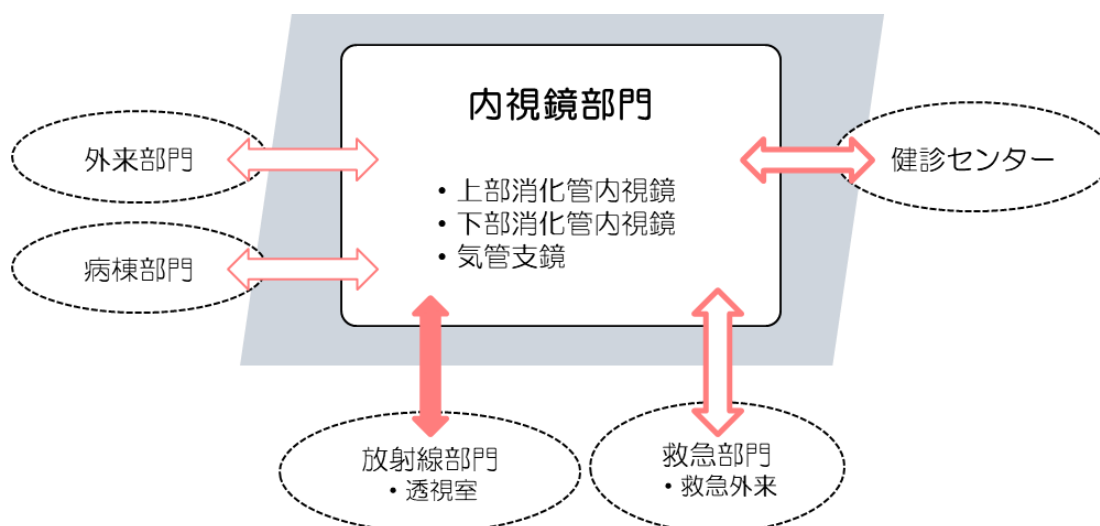 内視鏡部門
外来部門
健診センター
・上部消化管内視鏡
・下部消化管内視鏡
・気管支鏡
病棟部門
放射線部門
・透視室
救急部門
・救急外来